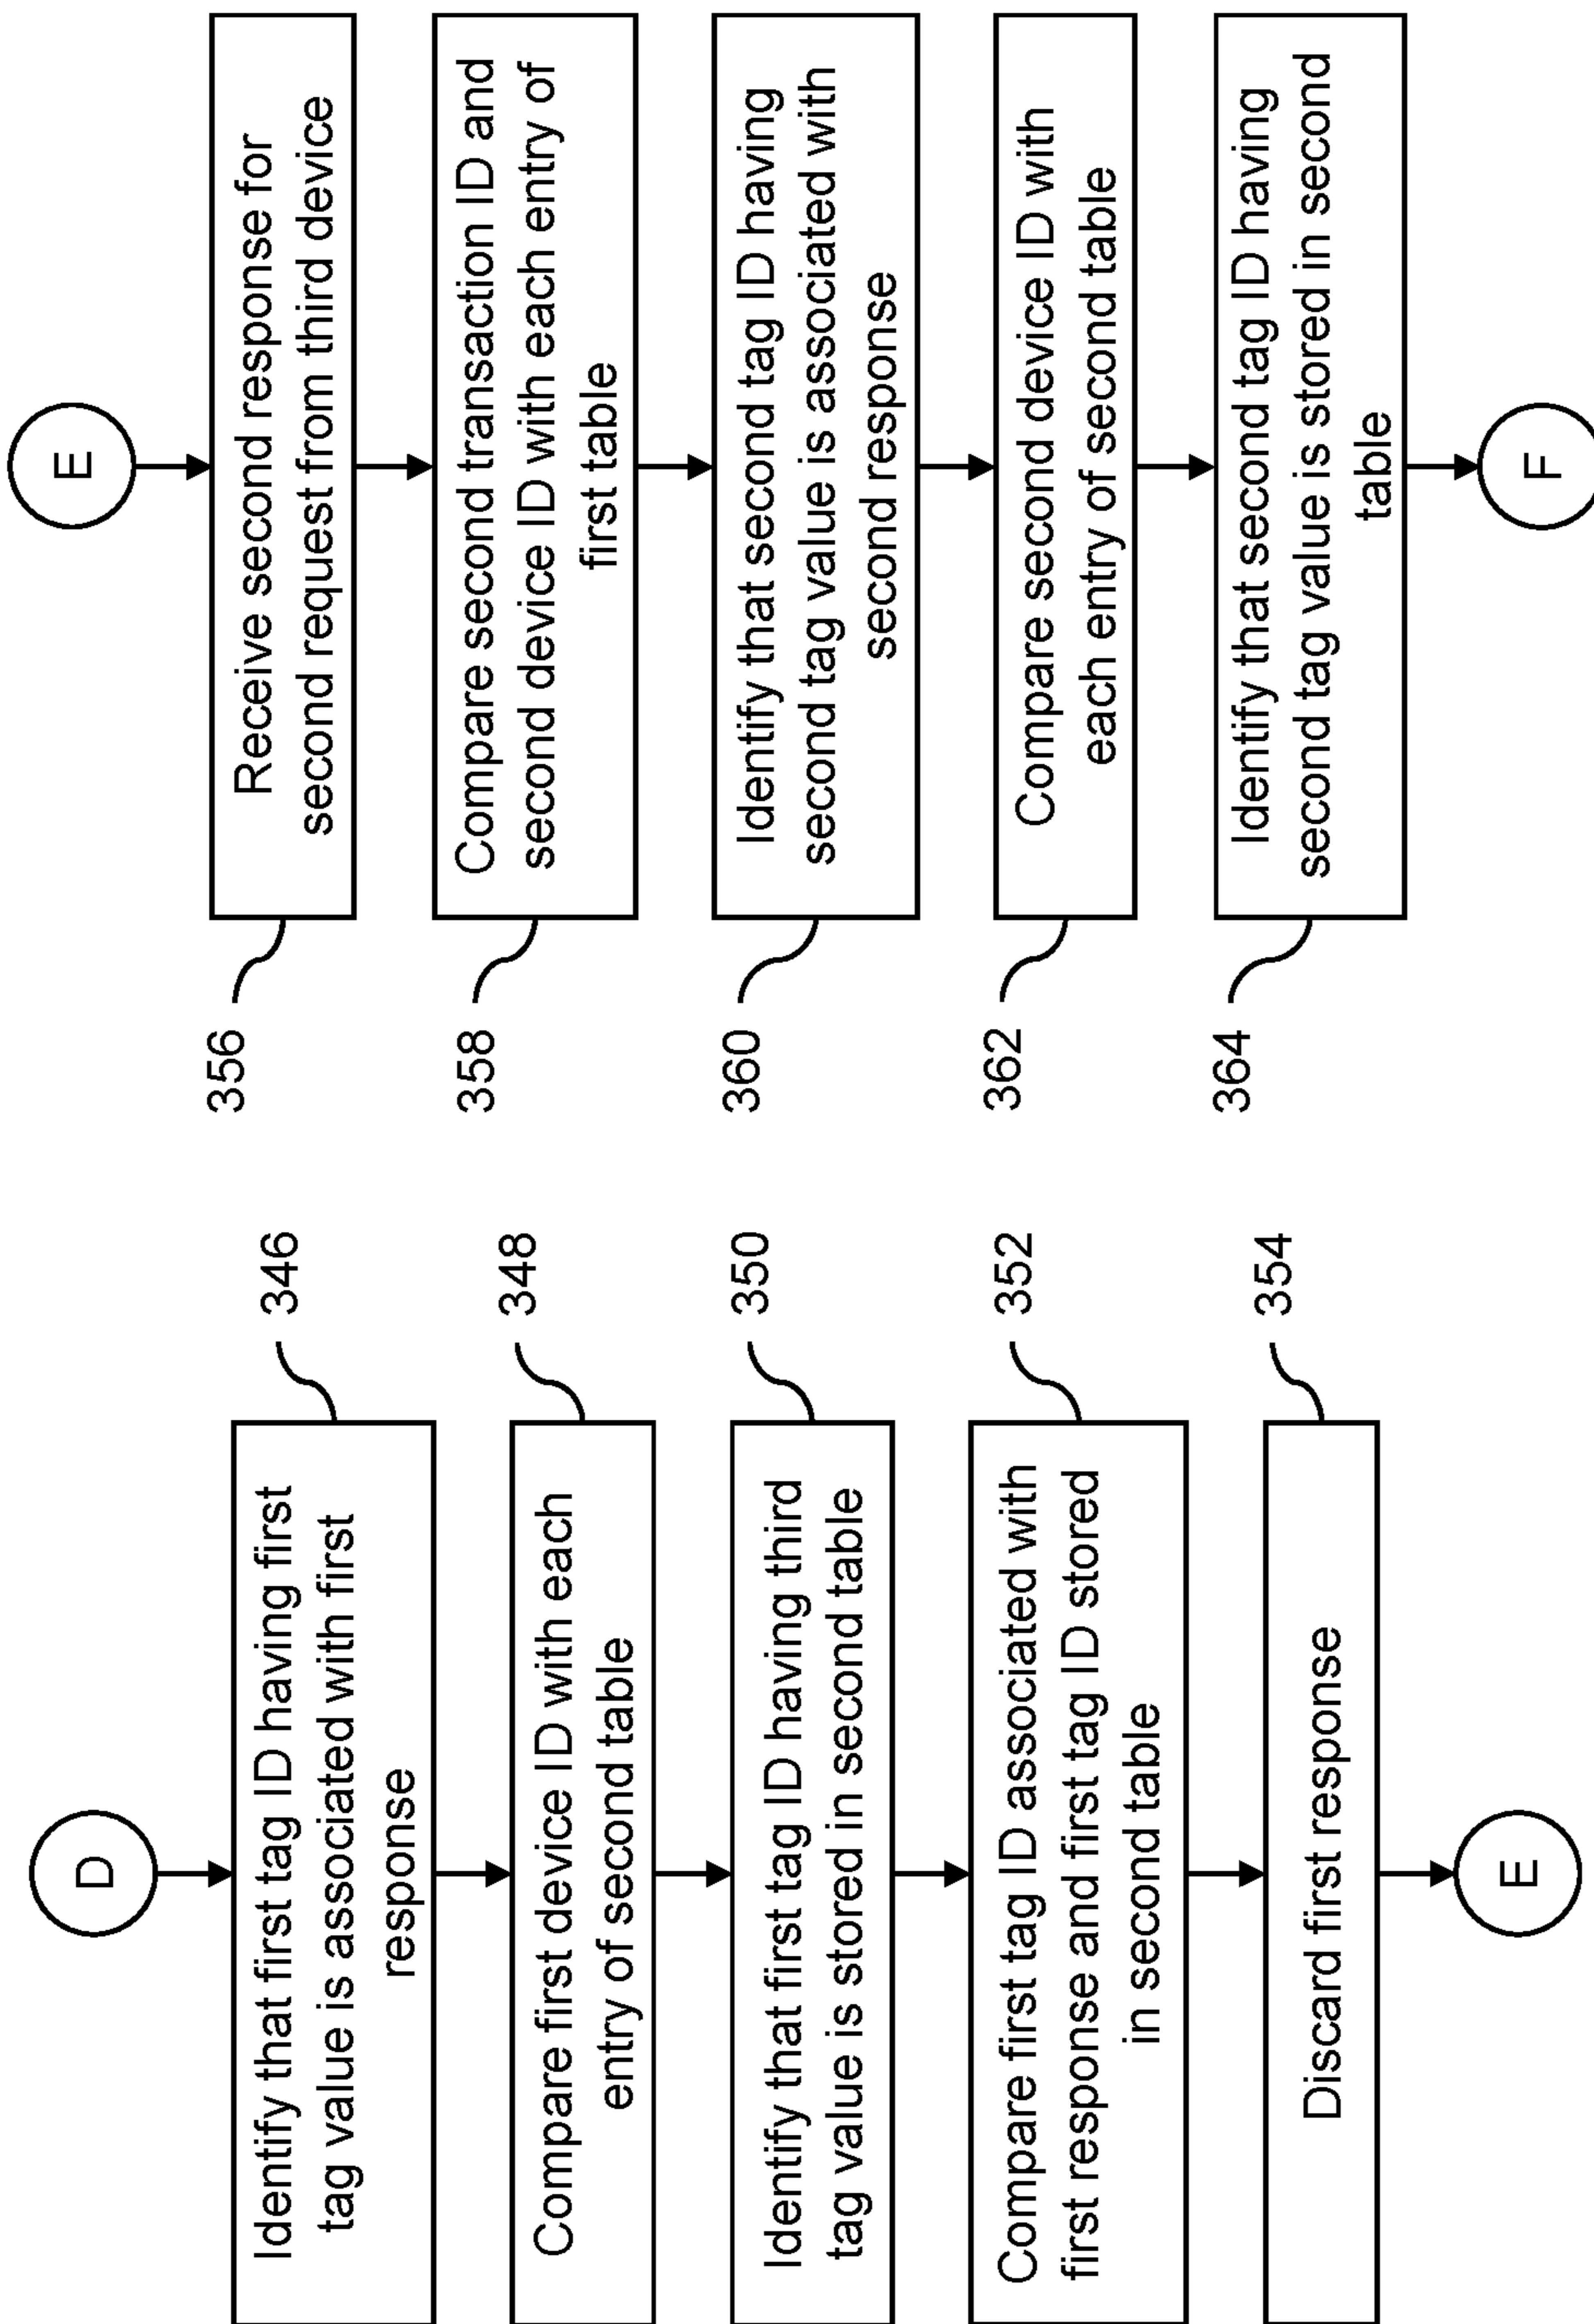 D
Identify that first tag ID having first
tag value is associated with first
response
346
Compare first device ID with each
entry of second table
348
Identify that first tag ID having third
tag value is stored in second table
350
Compare first tag ID associated with
first response and first tag ID stored
in second table
352
Discard first response
354
E
E
Receive second response for
second request from third device
356
Compare second transaction ID and
second device ID with each entry of
first table
358
Identify that second tag ID having
second tag value is associated with
second response
360
Compare second device ID with
each entry of second table
362
Identify that second tag ID having
second tag value is stored in second
table
364
F